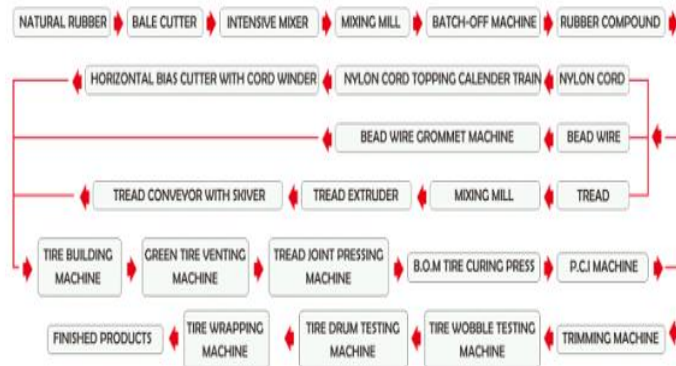 NATURAL RUBBER
BALE CUTTER
INTENSIVE MIXER
MIXING MILL
BATCH-OFF MACHINE
RUBBER COMPOUND
HORIZONTAL BIAS CUTTER WITH CORD WINDER
NYLON CORD TOPPING CALENDER TRAIN
NYLON CORD
BEAD WIRE GROMMET MACHINE
BEAD WIRE
TREAD CONVEYOR WITH SKIVER
TREAD EXTRUDER
MIXING MILL
TREAD
TIRE BUILDING
MACHINE
GREEN TIRE VENTING
MACHINE
TREAD JOINT PRESSING
MACHINE
B.O.M TIRE CURING PRESS
P.C.I MACHINE
FINISHED PRODUCTS
TIRE WRAPPING
MACHINE
TIRE DRUM TESTING
MACHINE
TIRE WOBBLE TESTING
MACHINE
TRIMMING MACHINE